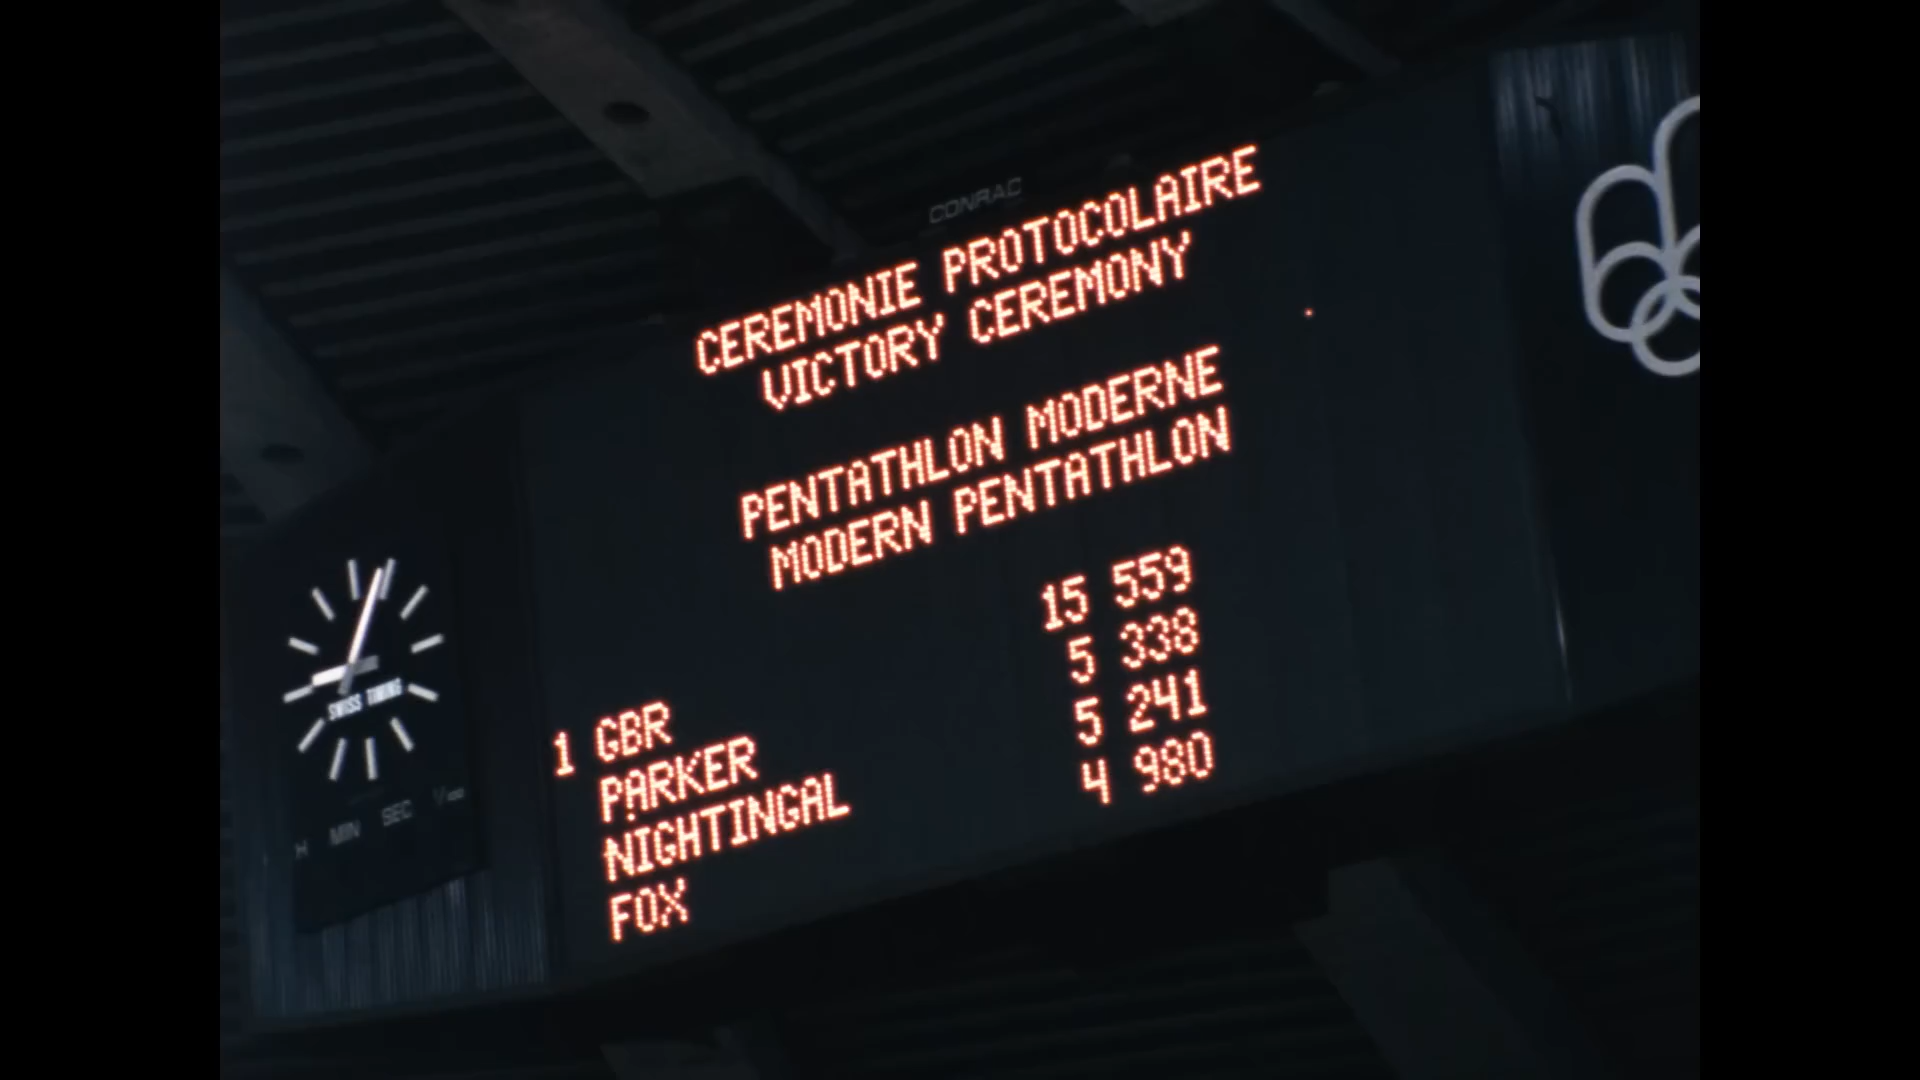 CONRAC
CEREMONIE PROTOCOLAIRE
VICTORY CEREMONY
PENTATHLON MODERNE
MODERN PENTATHLON
1 GBR 15 559
PARKER 5 338
NIGHTINGAL 5 241
FOX 4 980
SWISS TIMING
H MIN SEC